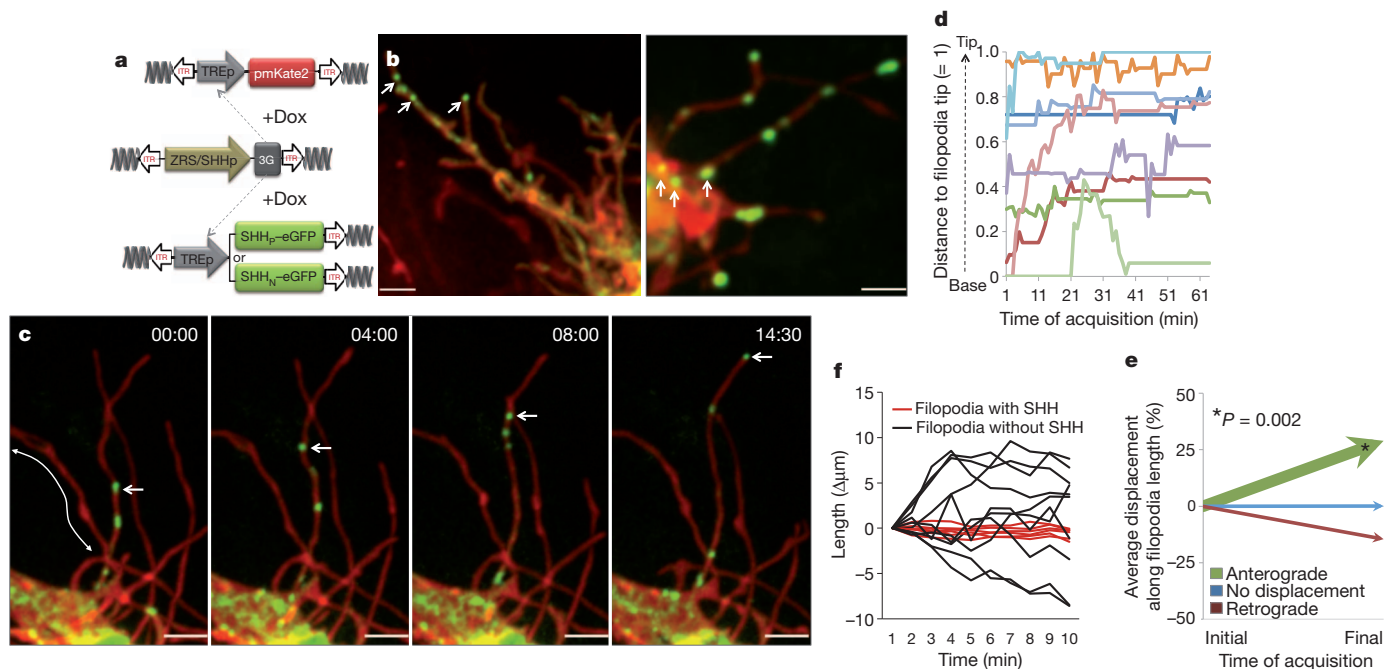 a
ITR TREp pmKate2 ITR
+Dox
ITR ZRS/SHHp 3G ITR
+Dox
ITR TREp or
SHHP–eGFP ITR
SHHN–eGFP ITR
b
c
00:00
04:00
08:00
14:30
d
Distance to filopodia tip (= 1)
Tip
Base
1.0
0.8
0.6
0.4
0.2
0
1 11 21 31 41 51 61
Time of acquisition (min)
f
Length (Δμm)
15
10
5
0
−5
−10
Filopodia with SHH
Filopodia without SHH
1 2 3 4 5 6 7 8 9 10
Time (min)
e
Average displacement
along filopodia length (%)
50
25
0
−25
−50
*P = 0.002
*
Anterograde
No displacement
Retrograde
Initial Final
Time of acquisition